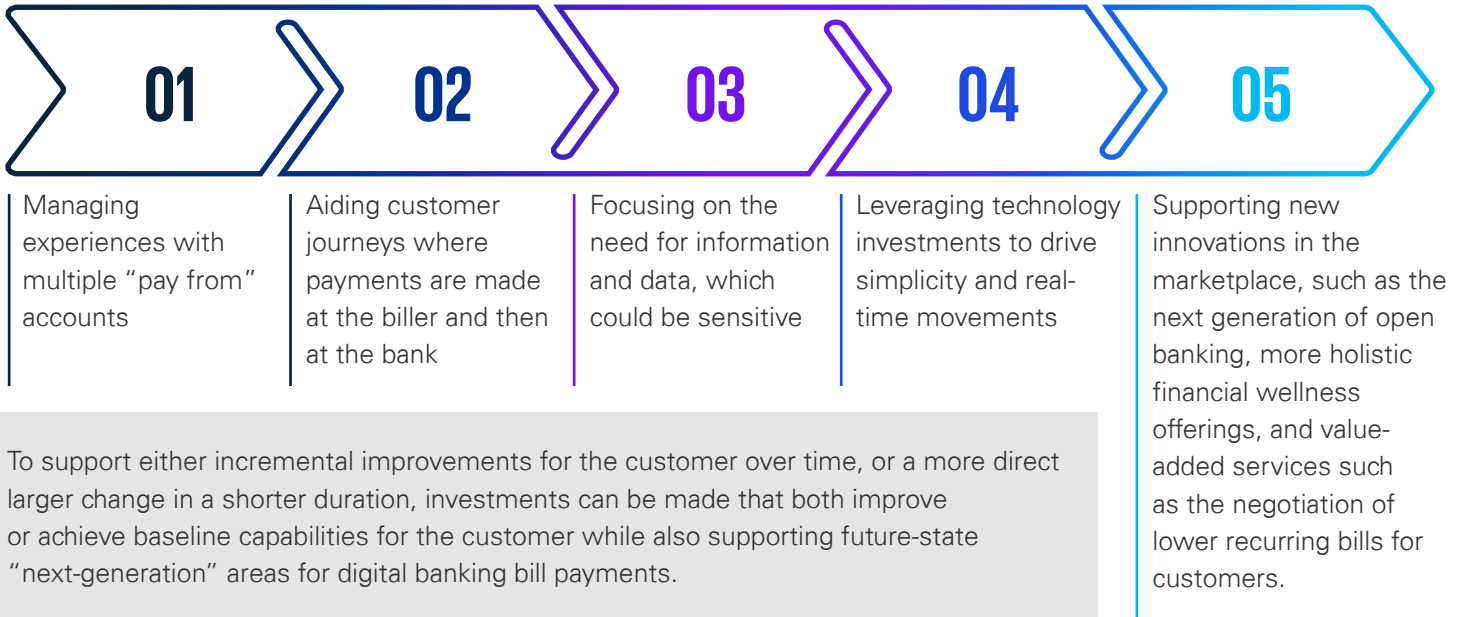 01
02
03
04
05
Managing
experiences with
multiple “pay from”
accounts
Aiding customer
journeys where
payments are made
at the biller and then
at the bank
Focusing on the
need for information
and data, which
could be sensitive
Leveraging technology
investments to drive
simplicity and real-
time movements
Supporting new
innovations in the
marketplace, such as the
next generation of open
banking, more holistic
financial wellness
offerings, and value-
added services such
as the negotiation of
lower recurring bills for
customers.
To support either incremental improvements for the customer over time, or a more direct
larger change in a shorter duration, investments can be made that both improve
or achieve baseline capabilities for the customer while also supporting future-state
“next-generation” areas for digital banking bill payments.